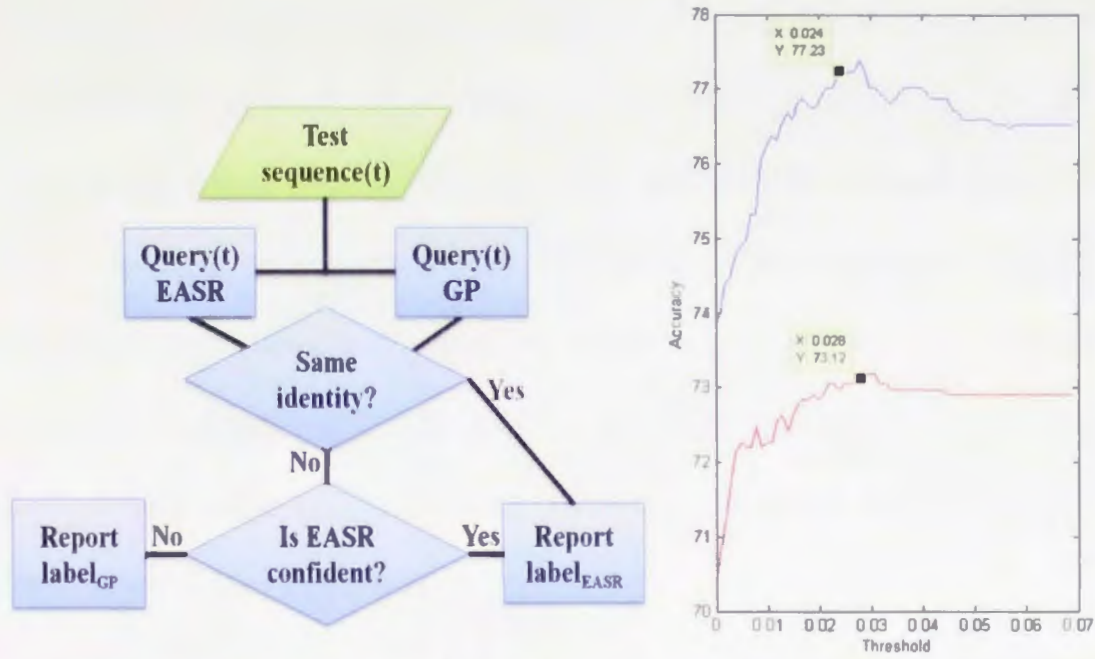 Test
sequence(t)
Query(t)
EASR
Query(t)
GP
Same
identity?
Yes
No
Report
label_GP
No
Is EASR
confident?
Yes
Report
label_EASR
78
77
76
75
74
73
72
71
70
Accuracy
X 0.024
Y 77.23
X 0.028
Y 73.12
0
0.01
0.02
0.03
0.04
0.05
0.06
0.07
Threshold